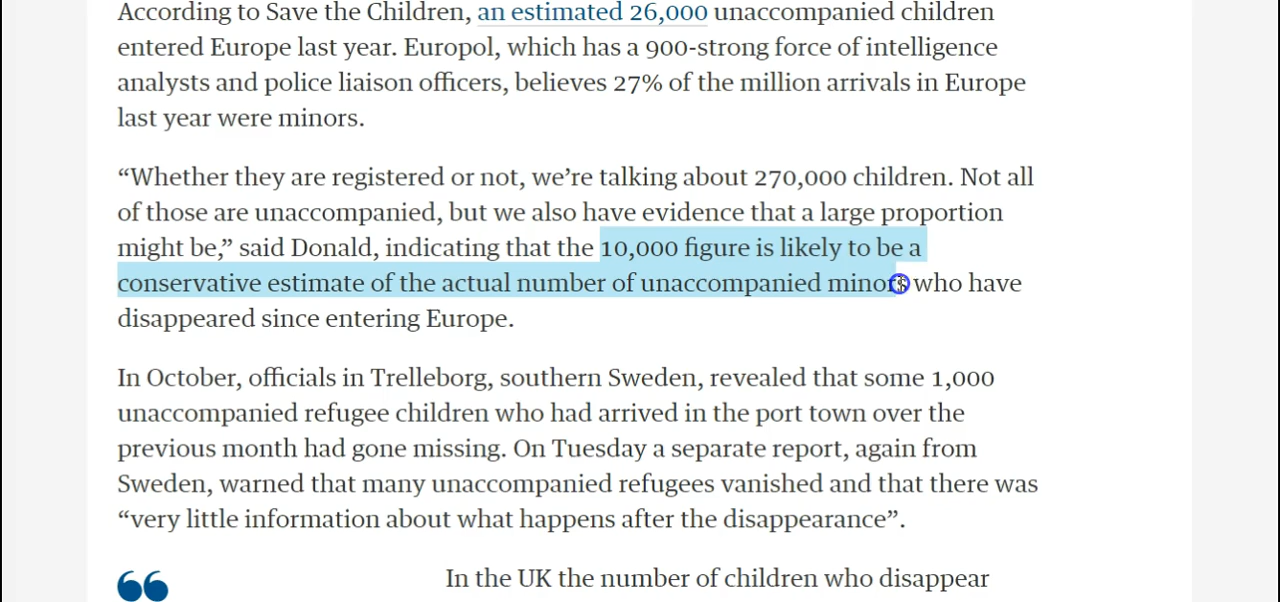 According to Save the Children, an estimated 26,000 unaccompanied children
entered Europe last year. Europol, which has a 900-strong force of intelligence
analysts and police liaison officers, believes 27% of the million arrivals in Europe
last year were minors.
“Whether they are registered or not, we’re talking about 270,000 children. Not all
of those are unaccompanied, but we also have evidence that a large proportion
might be,” said Donald, indicating that the 10,000 figure is likely to be a
conservative estimate of the actual number of unaccompanied minors who have
disappeared since entering Europe.
In October, officials in Trelleborg, southern Sweden, revealed that some 1,000
unaccompanied refugee children who had arrived in the port town over the
previous month had gone missing. On Tuesday a separate report, again from
Sweden, warned that many unaccompanied refugees vanished and that there was
“very little information about what happens after the disappearance”.
“ In the UK the number of children who disappear